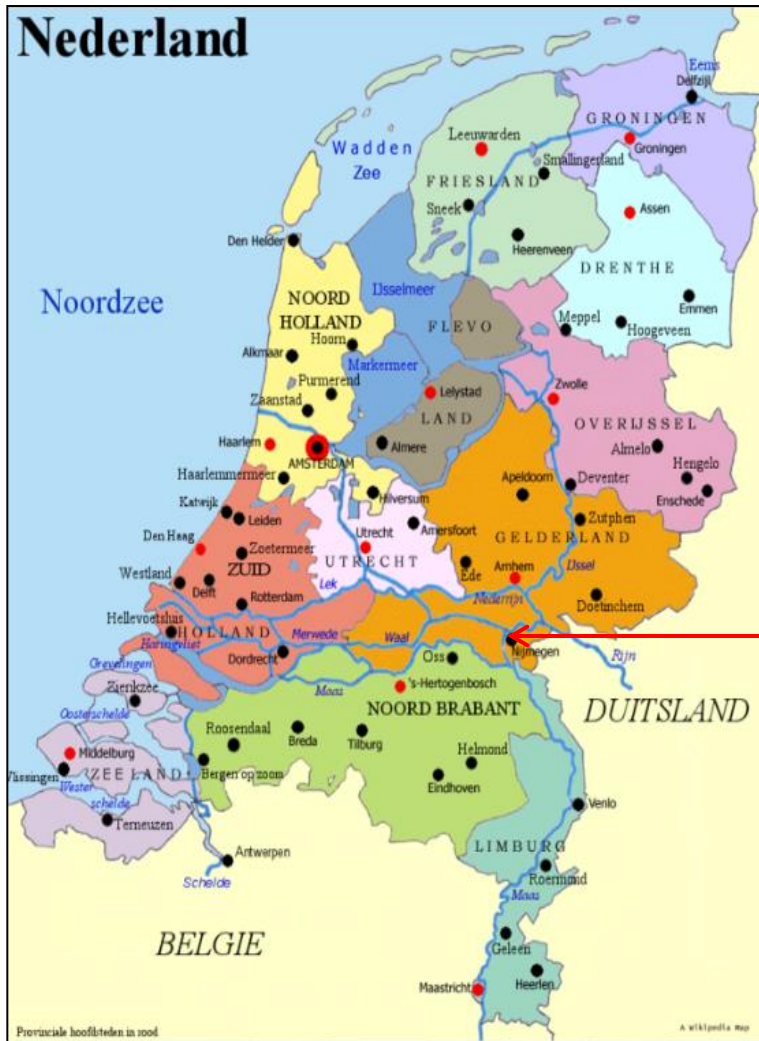 Nederland
Eems
Delfzijl
GRONINGEN
Leeuwarden
Groningen
Wadden
Zee
Smallingerland
FRIESLAND
Sneek
Assen
Den Helder
Heerenveen
DRENTHE
Noordzee
IJsselmeer
NOORD
HOLLAND
FLEVO
Emmen
Meppel
Hoogeveen
Hoorn
Alkmaar
Markermeer
Purmerend
Zwolle
Lelystad
Zaanstad
LAND
OVERIJSSEL
Haarlem
Almere
Almelo
AMSTERDAM
Haarlemmermeer
Hengelo
Apeldoorn
Deventer
Hilversum
Enschede
Katwijk
Leiden
Zutphen
Utrecht
Amersfoort
Den Haag
GELDERLAND
Zoetermeer
UTRECHT
ZUID
Ede
Arnhem
IJssel
Westland
Lek
Delft
Rotterdam
Nederrijn
Doetinchem
Hellevoetsluis
HOLLAND
Merwede
Waal
Haringvliet
Nijmegen
Dordrecht
Oss
Rijn
Grevelingen
Maas
's-Hertogenbosch
Zierikzee
NOORD BRABANT
DUITSLAND
Oosterschelde
Roosendaal
Breda
Tilburg
Middelburg
Helmond
Vlissingen
ZEELAND
Bergen op zoom
Eindhoven
Wester
schelde
Venlo
Terneuzen
LIMBURG
Antwerpen
Roermond
Schelde
Maas
BELGIE
Geleen
Heerlen
Maastricht
Provinciale hoofdsteden in rood
A Wikipedia Map